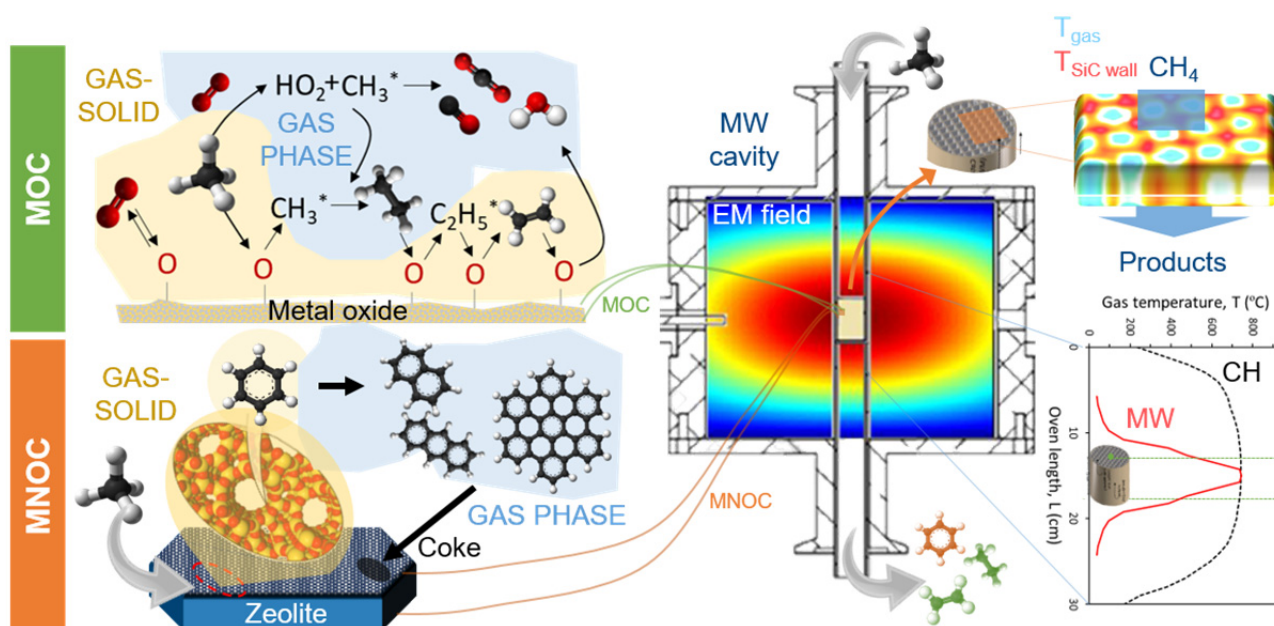 MOC
GAS-
SOLID
HO₂+CH₃*
GAS
PHASE
CH₃*
C₂H₅*
O
O
O
O
O
Metal oxide
MOC
MNOC
GAS-
SOLID
GAS PHASE
Coke
Zeolite
MNOC
MW
cavity
EM field
Tgas
TSiC wall
CH₄
Products
Gas temperature, T (ºC)
0
200
400
600
800
CH
MW
Oven length, L (cm)
0
10
20
30